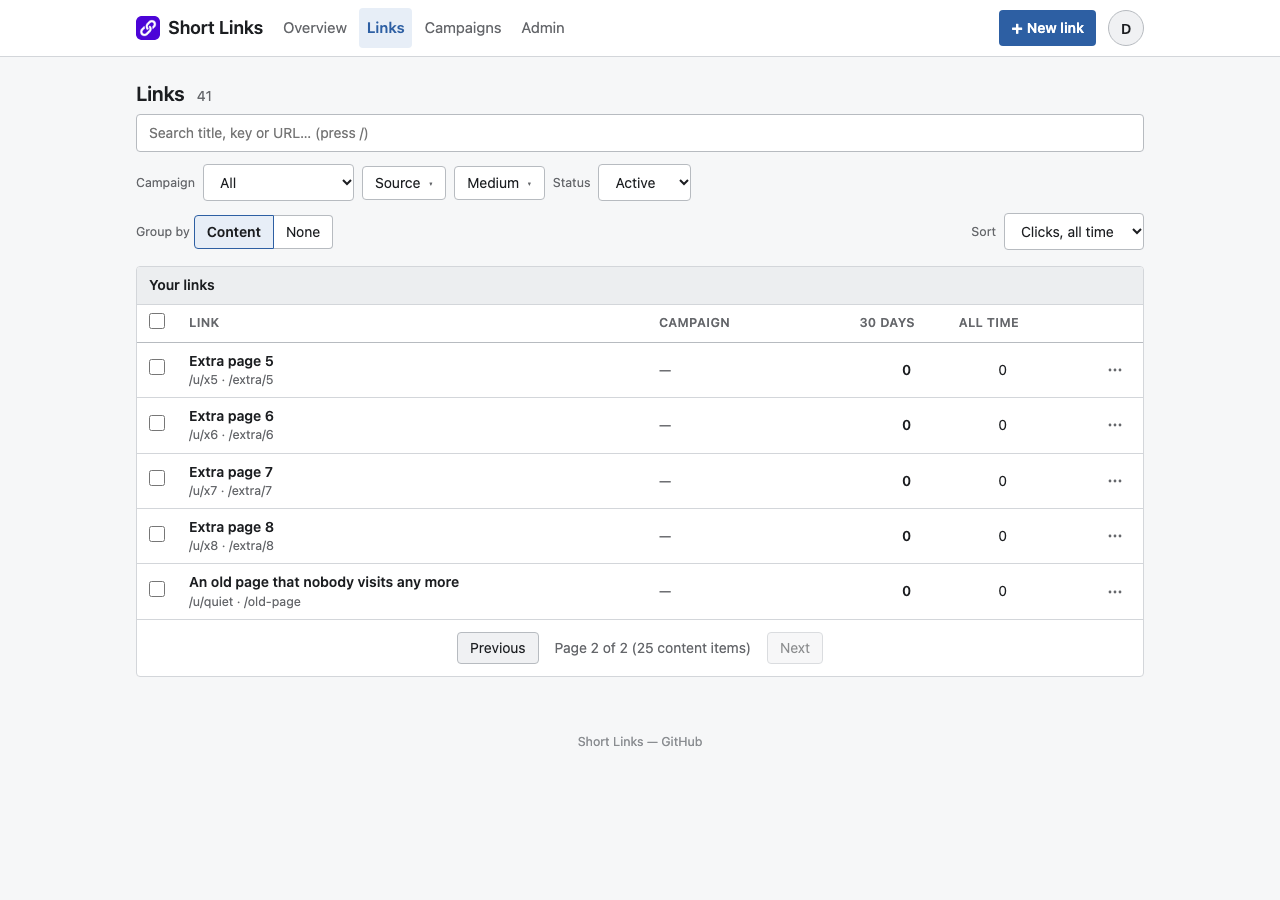 Short Links Overview Links Campaigns Admin + New link D
Links 41
Search title, key or URL... (press /)
Campaign All Source Medium Status Active
Group by Content None Sort Clicks, all time
Your links
LINK CAMPAIGN 30 DAYS ALL TIME
Extra page 5
/u/x5 · /extra/5 — 0 0 ···
Extra page 6
/u/x6 · /extra/6 — 0 0 ···
Extra page 7
/u/x7 · /extra/7 — 0 0 ···
Extra page 8
/u/x8 · /extra/8 — 0 0 ···
An old page that nobody visits any more
/u/quiet · /old-page — 0 0 ···
Previous Page 2 of 2 (25 content items) Next
Short Links — GitHub